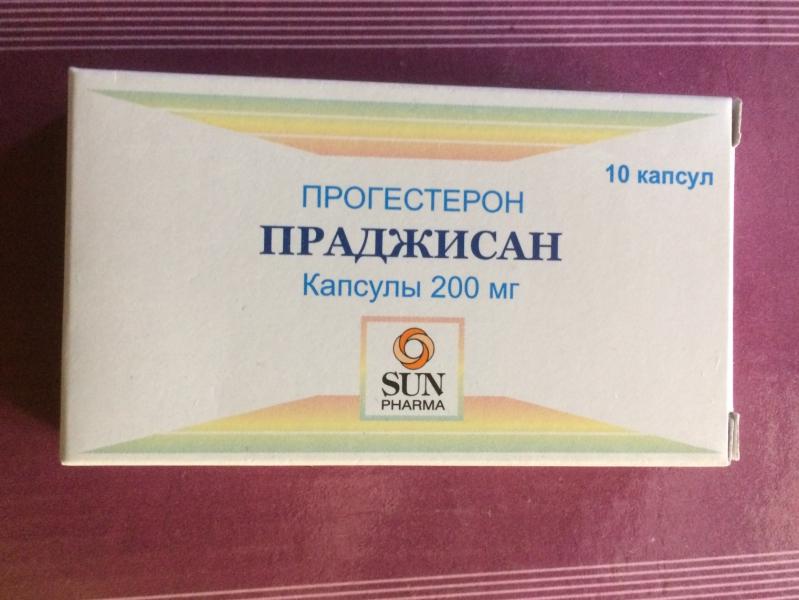 10 капсул
ПРОГЕСТЕРОН
ПРАДЖИСАН
Капсулы 200 мг
SUN
PHARMA